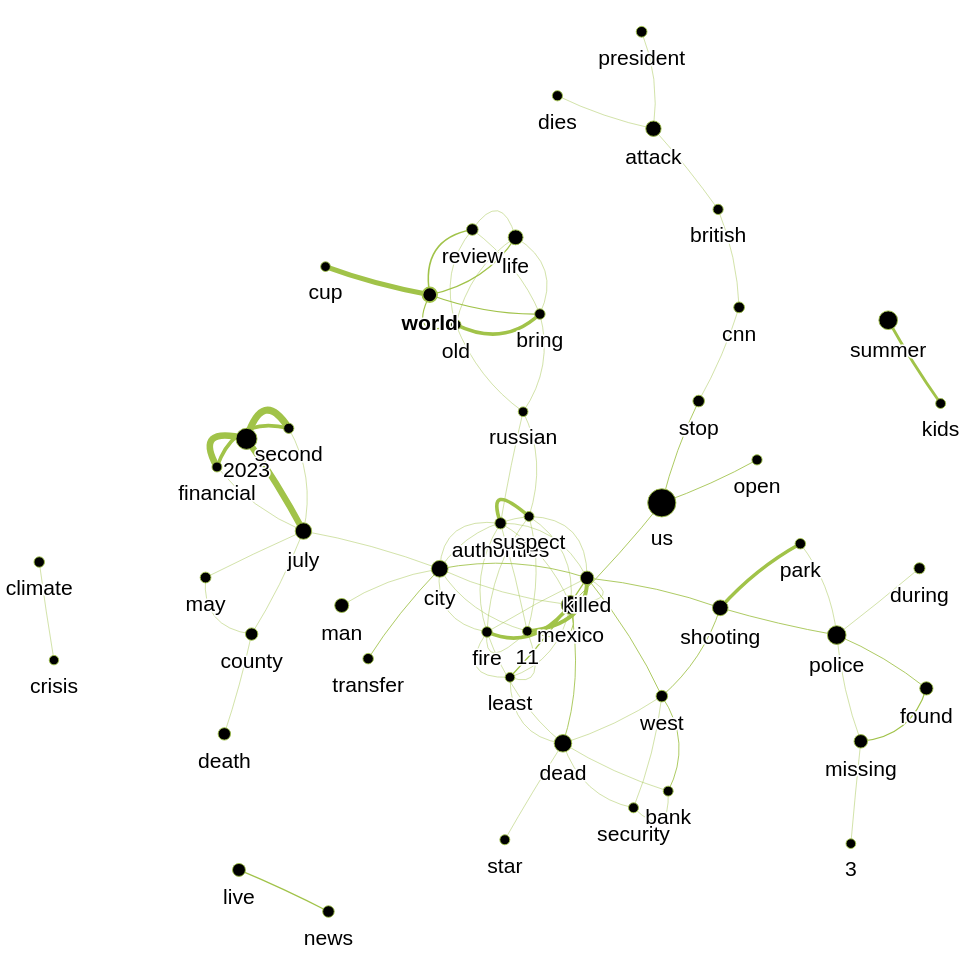 president
dies
attack
british
review
life
cup
world
old
bring
cnn
summer
kids
stop
russian
second
2023
financial
open
us
suspect
authorities
july
climate
park
during
city
may
killed
mexico
man
shooting
fire
11
police
county
transfer
crisis
least
west
found
death
dead
missing
bank
security
star
3
live
news